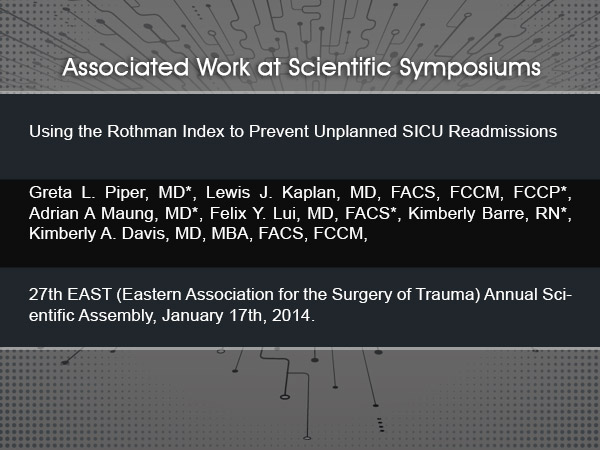 Associated Work at Scientific Symposiums
Using the Rothman Index to Prevent Unplanned SICU Readmissions
Greta L. Piper, MD*, Lewis J. Kaplan, MD, FACS, FCCM, FCCP*,
Adrian A Maung, MD*, Felix Y. Lui, MD, FACS*, Kimberly Barre, RN*,
Kimberly A. Davis, MD, MBA, FACS, FCCM,
27th EAST (Eastern Association for the Surgery of Trauma) Annual Sci-
entific Assembly, January 17th, 2014.